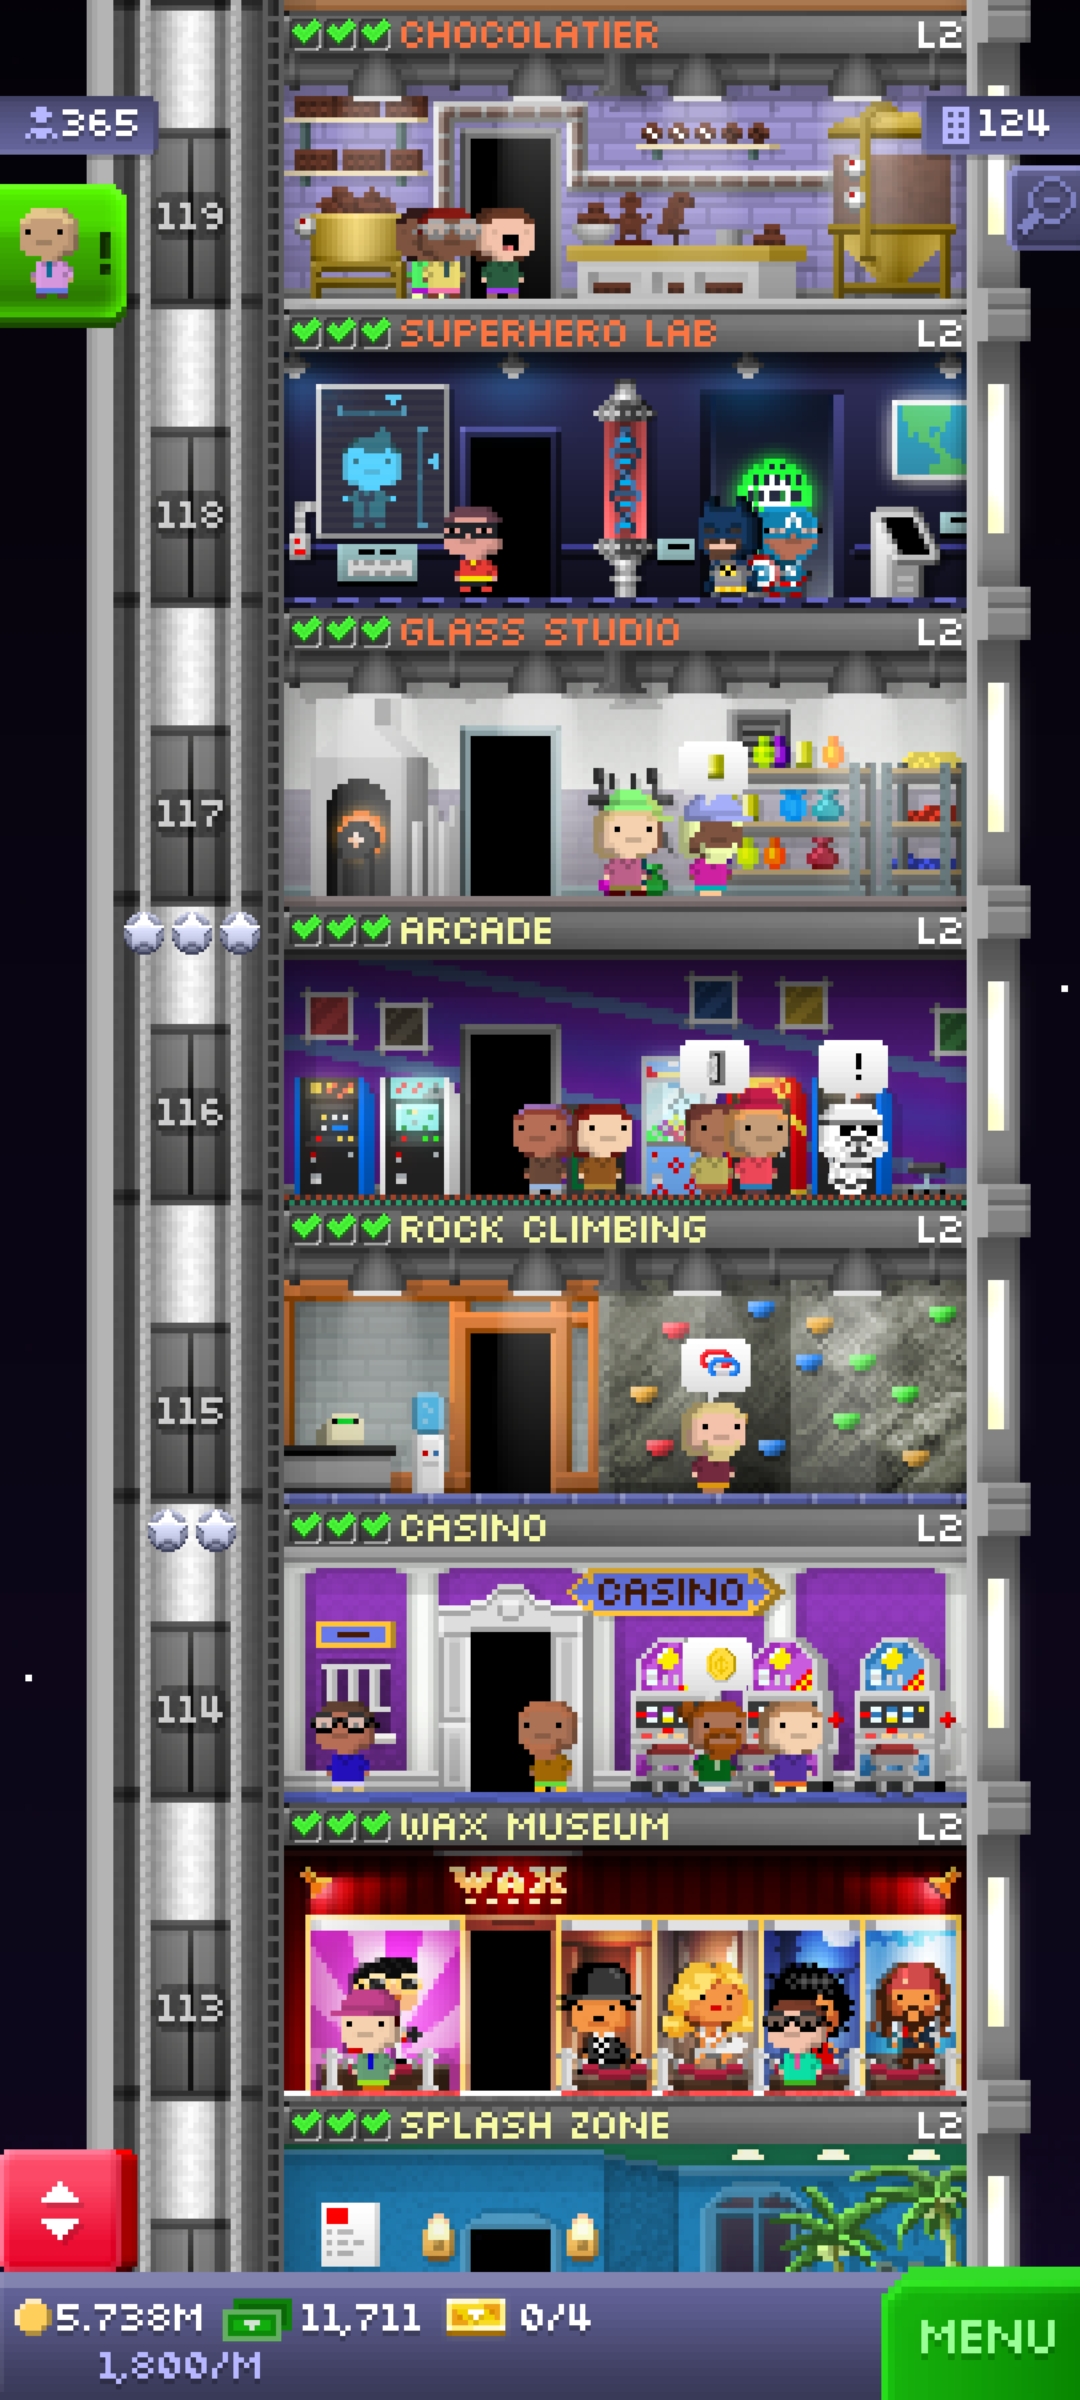 CHOCOLATIER L2
365
124
119
!
SUPERHERO LAB L2
118
GLASS STUDIO L2
117
ARCADE L2
!
116
ROCK CLIMBING L2
115
CASINO L2
CASINO
114
WAX MUSEUM L2
WAX
113
SPLASH ZONE L2
5.738M 11,711 0/4
1,800/M
MENU